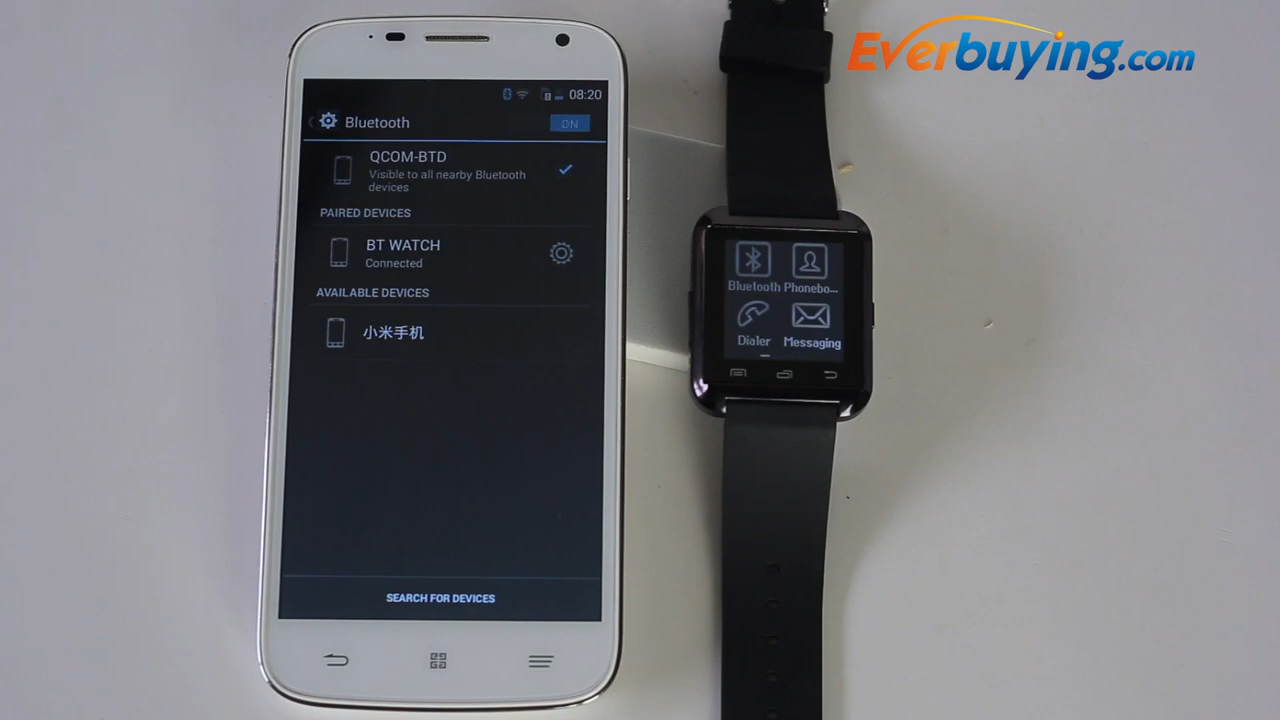 Everbuying.com
08:20
Bluetooth
ON
QCOM-BTD
Visible to all nearby Bluetooth
devices
PAIRED DEVICES
BT WATCH
Connected
AVAILABLE DEVICES
小米手机
SEARCH FOR DEVICES
Bluetooth Phonebo...
Dialer Messaging